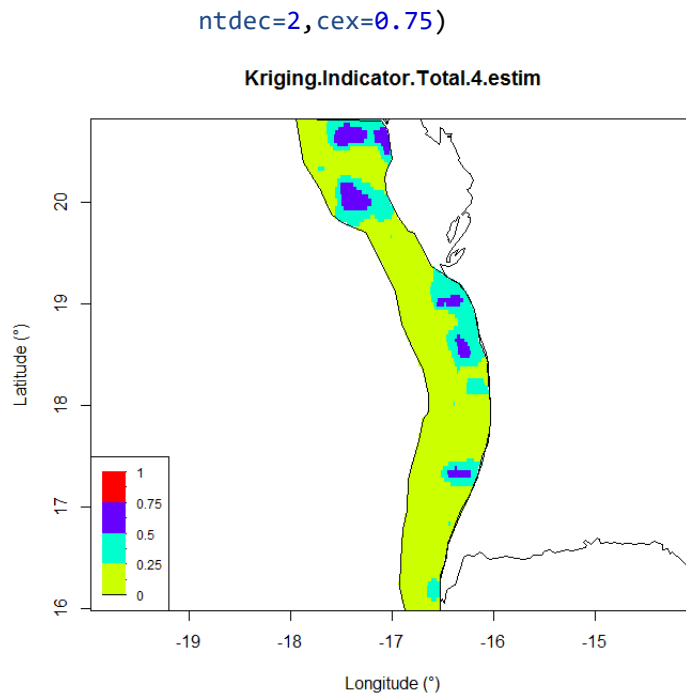 ntdec=2,cex=0.75)
Kriging.Indicator.Total.4.estim
Latitude (°)
20
19
18
17
16
1
0.75
0.5
0.25
0
-19 -18 -17 -16 -15
Longitude (°)